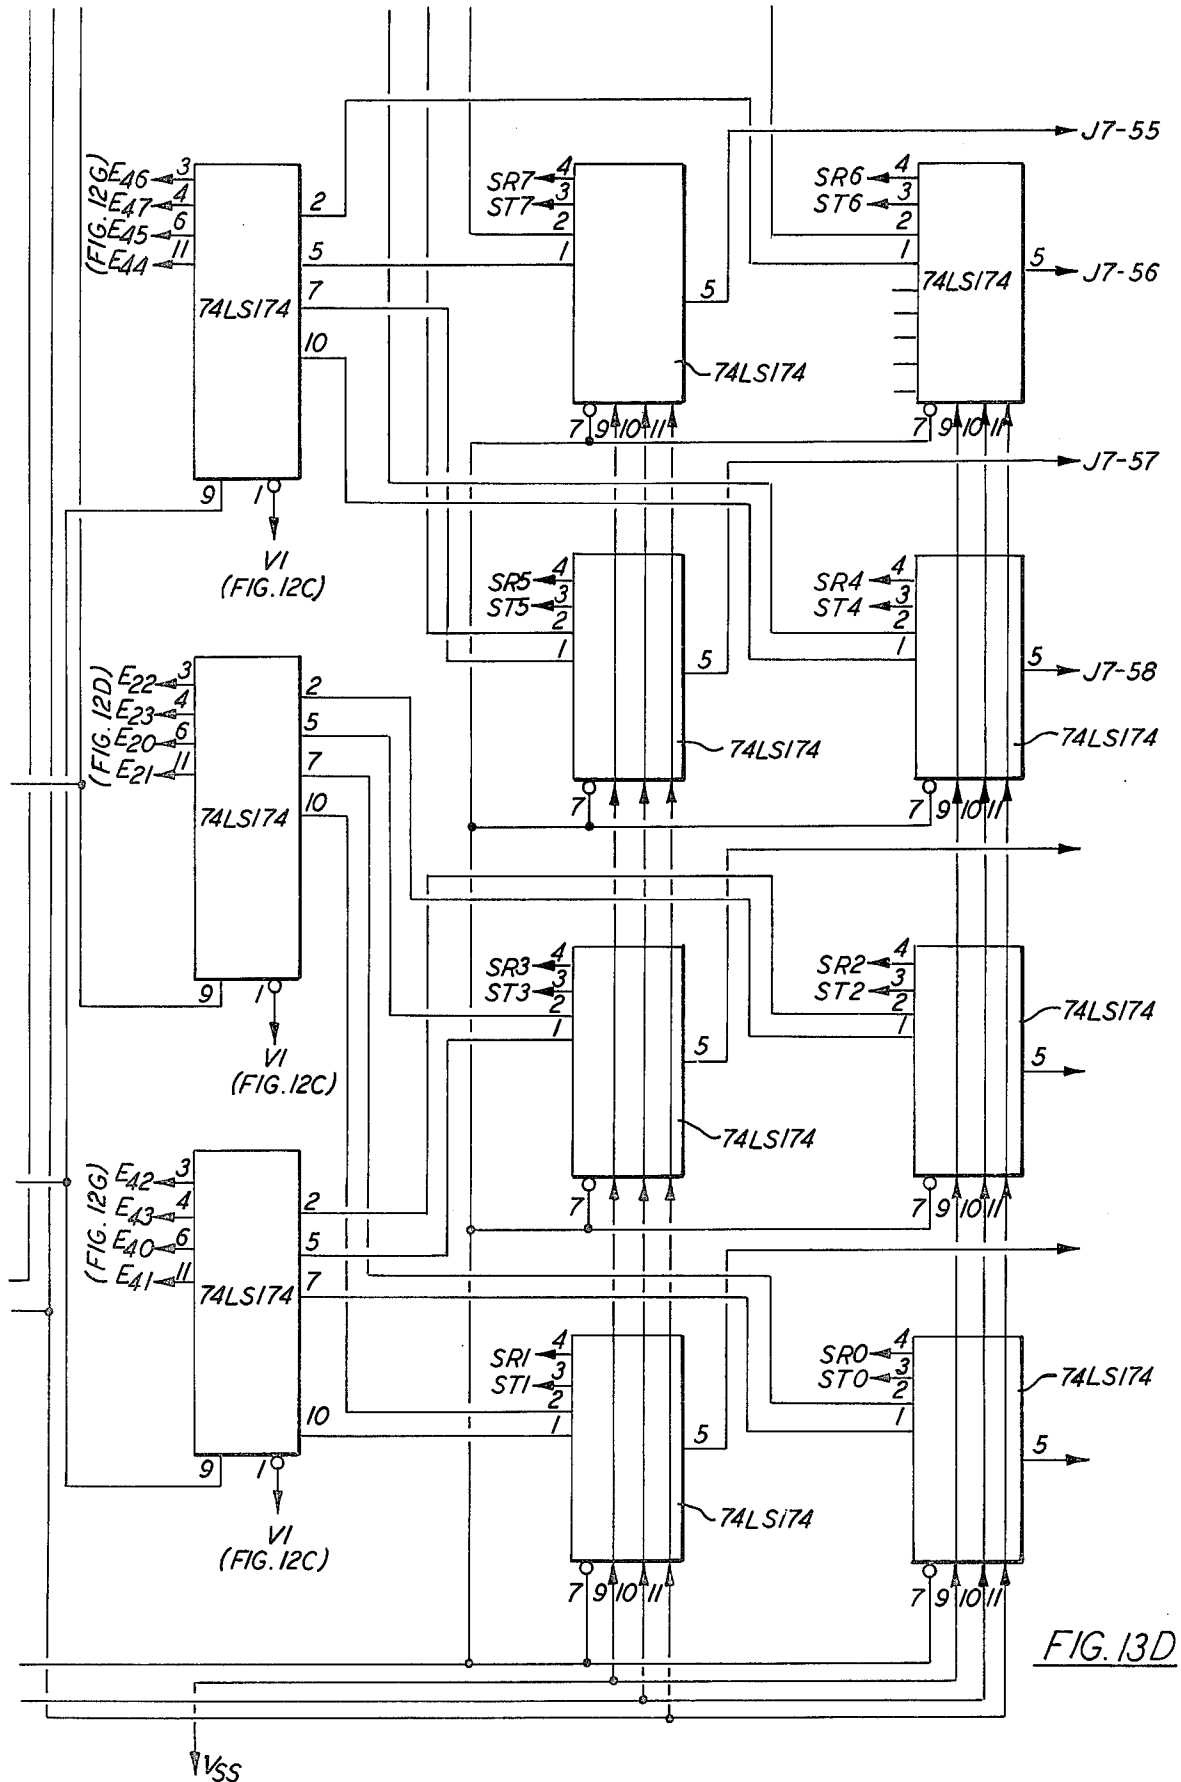 J7-55
(FIG. 12G)
E46 3
E47 4
E45 6
E44 11
2
5
7
10
74LS174
9 1
V1
(FIG. 12C)
SR7 4
ST7 3
2
1
5
74LS174
7 9 10 11
SR6 4
ST6 3
2
1
74LS174
5
J7-56
7 9 10 11
J7-57
SR5 4
ST5 3
2
1
5
74LS174
7
SR4 4
ST4 3
2
1
5
J7-58
74LS174
7 9 10 11
(FIG. 12D)
E22 3
E23 4
E20 6
E21 11
2
5
7
10
74LS174
9 1
V1
(FIG. 12C)
SR3 4
ST3 3
2
1
5
74LS174
7
SR2 4
ST2 3
2
1
74LS174
5
7 9 10 11
(FIG. 12G)
E42 3
E43 4
E40 6
E41 11
2
5
7
10
74LS174
9 1
V1
(FIG. 12C)
SR1 4
ST1 3
2
1
5
74LS174
7 9 10 11
SR0 4
ST0 3
2
1
74LS174
5
7 9 10 11
FIG. 13D
VSS